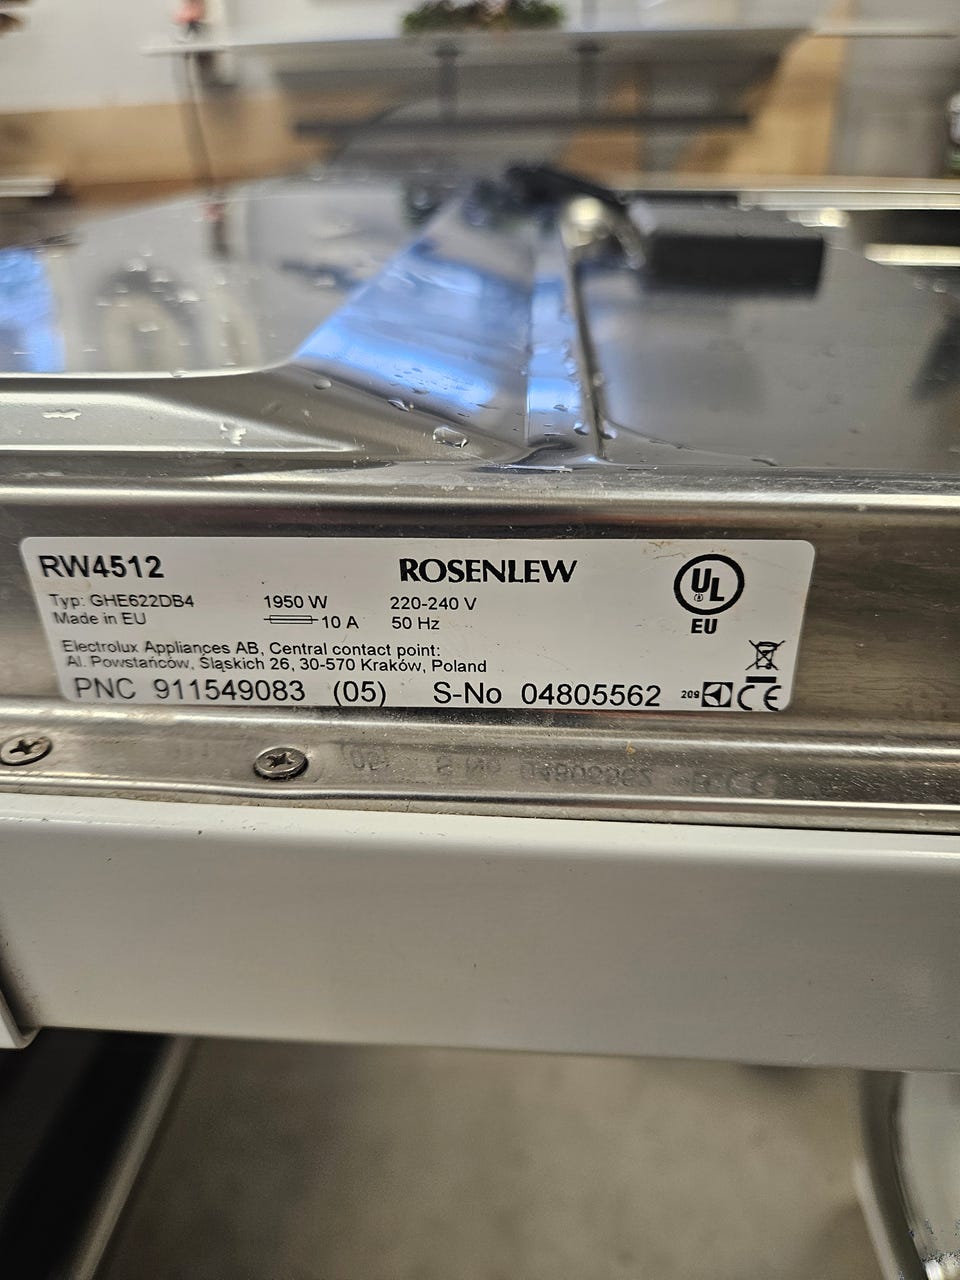 RW4512
ROSENLEW
Typ: GHE622DB4 1950 W 220-240 V
Made in EU 10 A 50 Hz
UL
EU
Electrolux Appliances AB, Central contact point:
Al. Powstańców, Śląskich 26, 30-570 Kraków, Poland
PNC 911549083 (05) S-No 04805562 209 CE